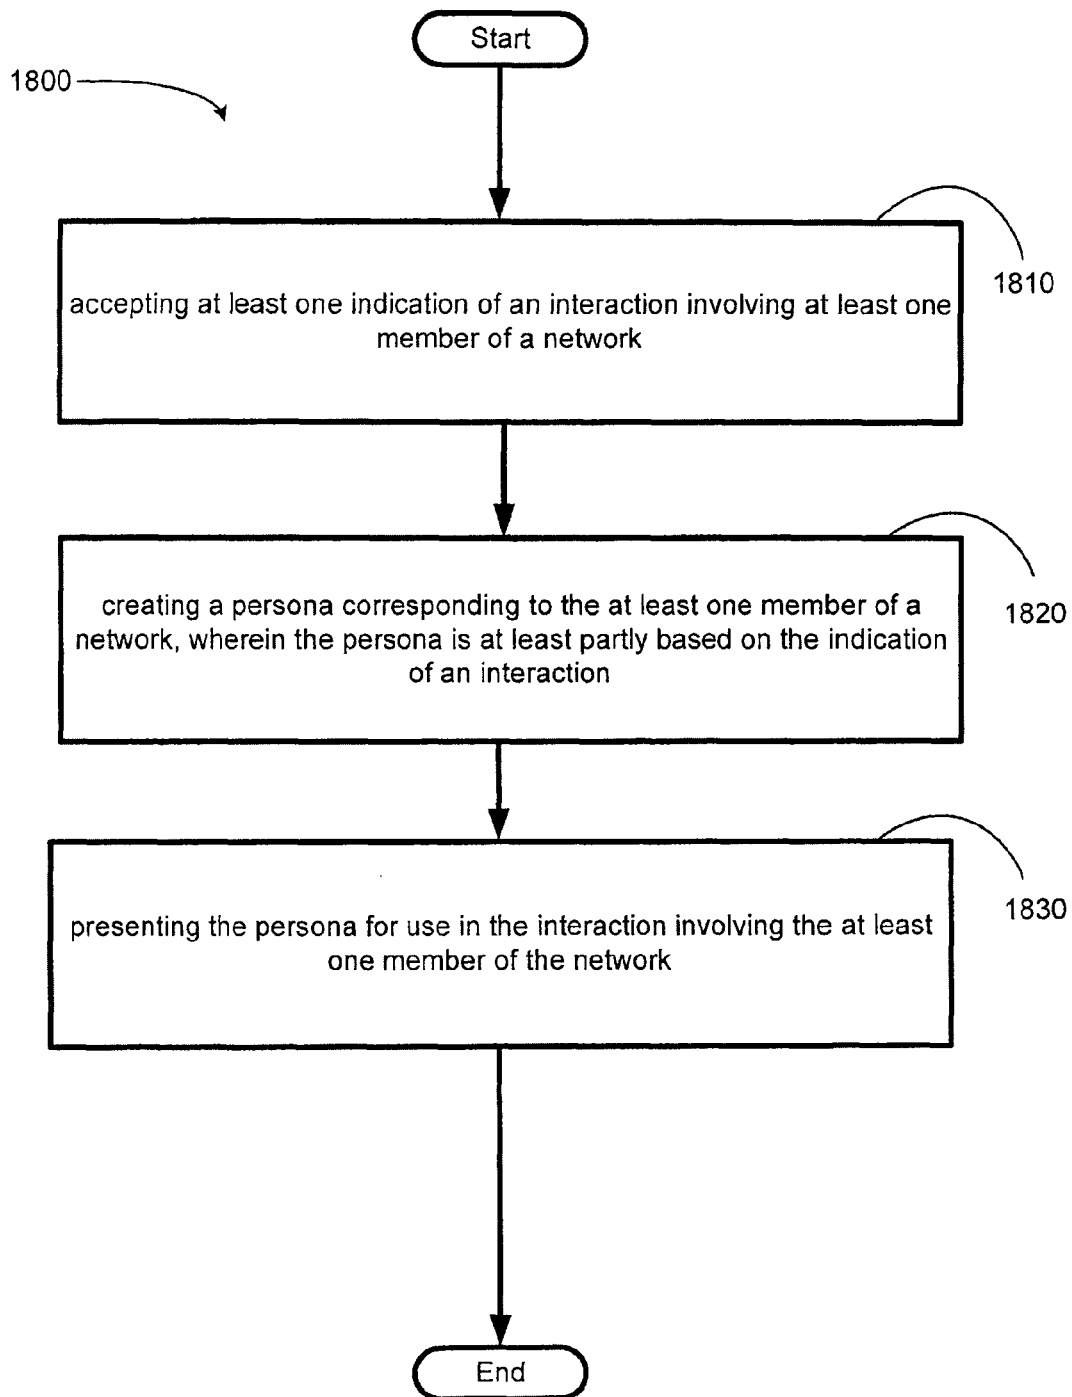 Start
1800
1810
accepting at least one indication of an interaction involving at least one
member of a network
1820
creating a persona corresponding to the at least one member of a
network, wherein the persona is at least partly based on the indication
of an interaction
1830
presenting the persona for use in the interaction involving the at least
one member of the network
End